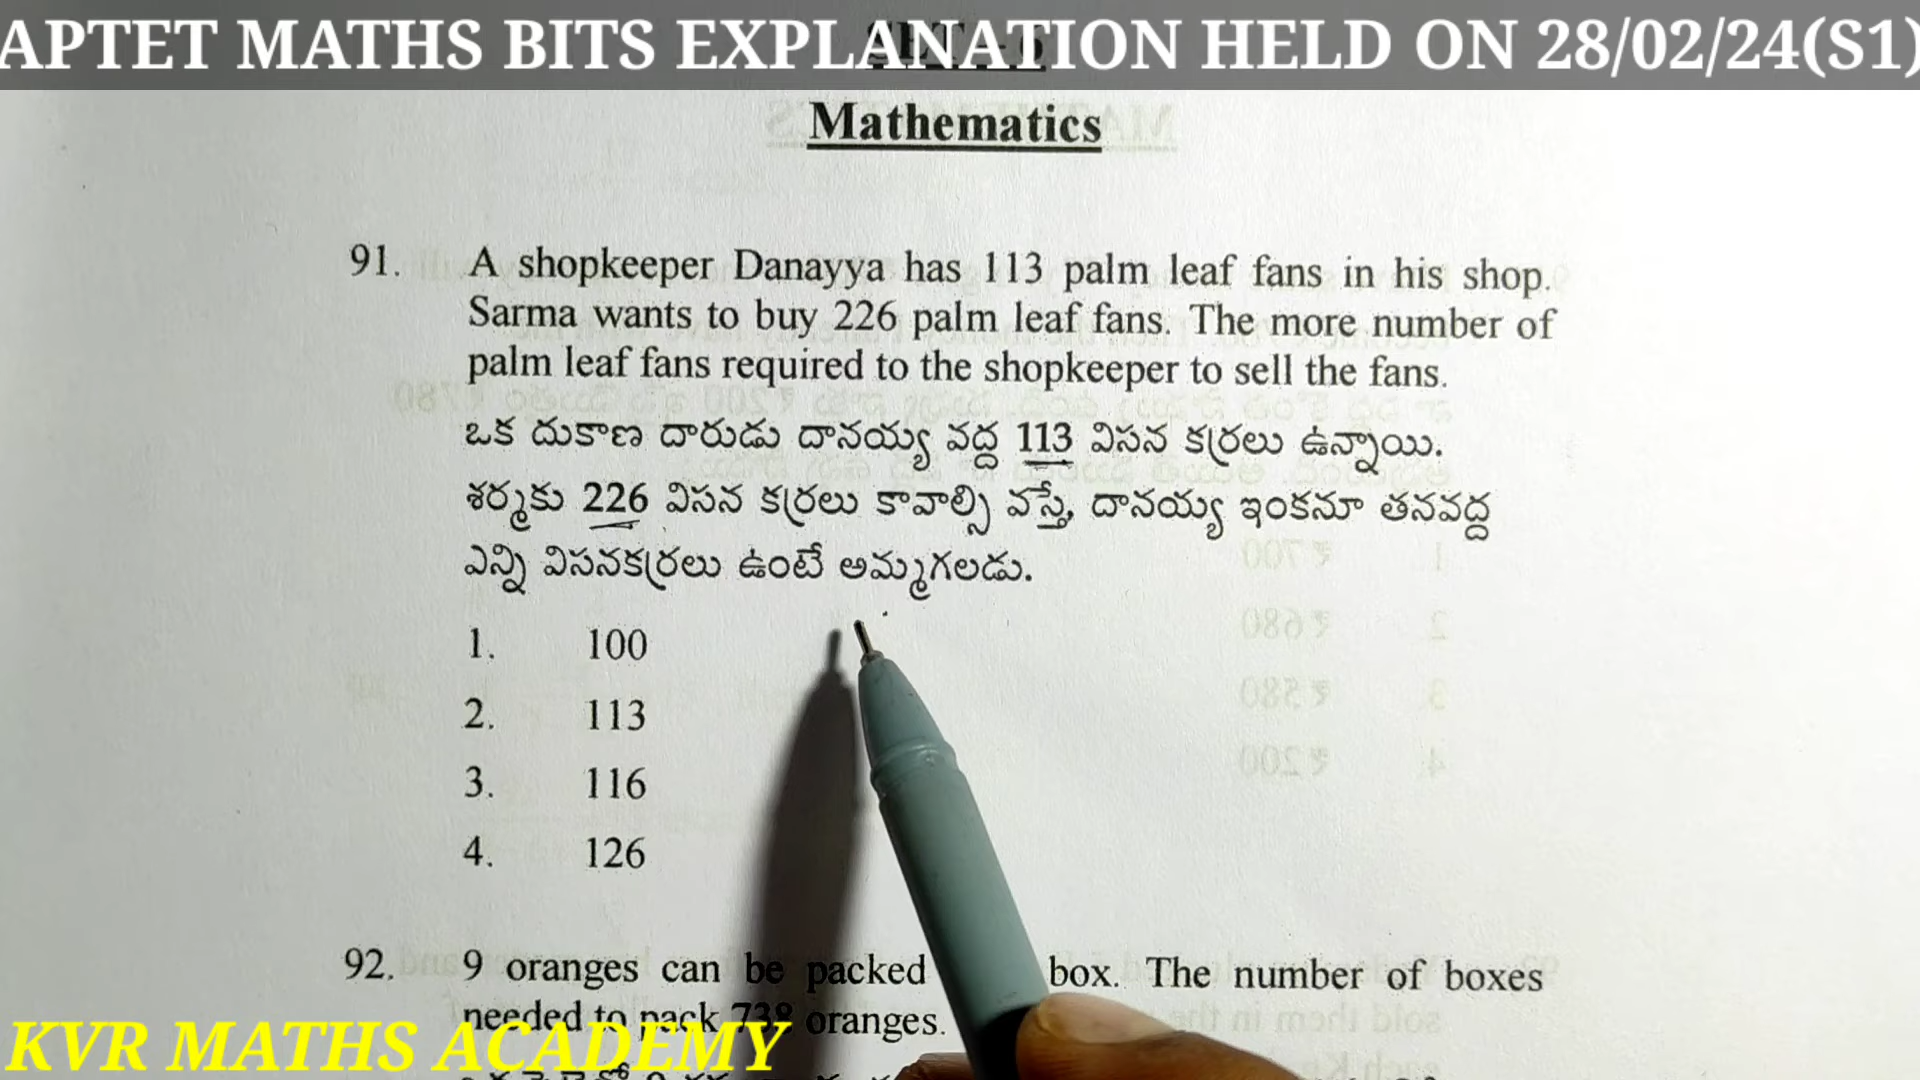 APTET MATHS BITS EXPLANATION HELD ON 28/02/24(S1)
Mathematics
91. A shopkeeper Danayya has 113 palm leaf fans in his shop.
Sarma wants to buy 226 palm leaf fans. The more number of
palm leaf fans required to the shopkeeper to sell the fans.
ఒక దుకాణ దారుడు దానయ్య వద్ద 113 విసన కర్రలు ఉన్నాయి.
శర్మకు 226 విసన కర్రలు కావాల్సి వస్తే, దానయ్య ఇంకనూ తనవద్ద
ఎన్ని విసనకర్రలు ఉంటే అమ్మగలడు.
1. 100
2. 113
3. 116
4. 126
92. 9 oranges can be packed box. The number of boxes
needed to pack 738 oranges.
KVR MATHS ACADEMY